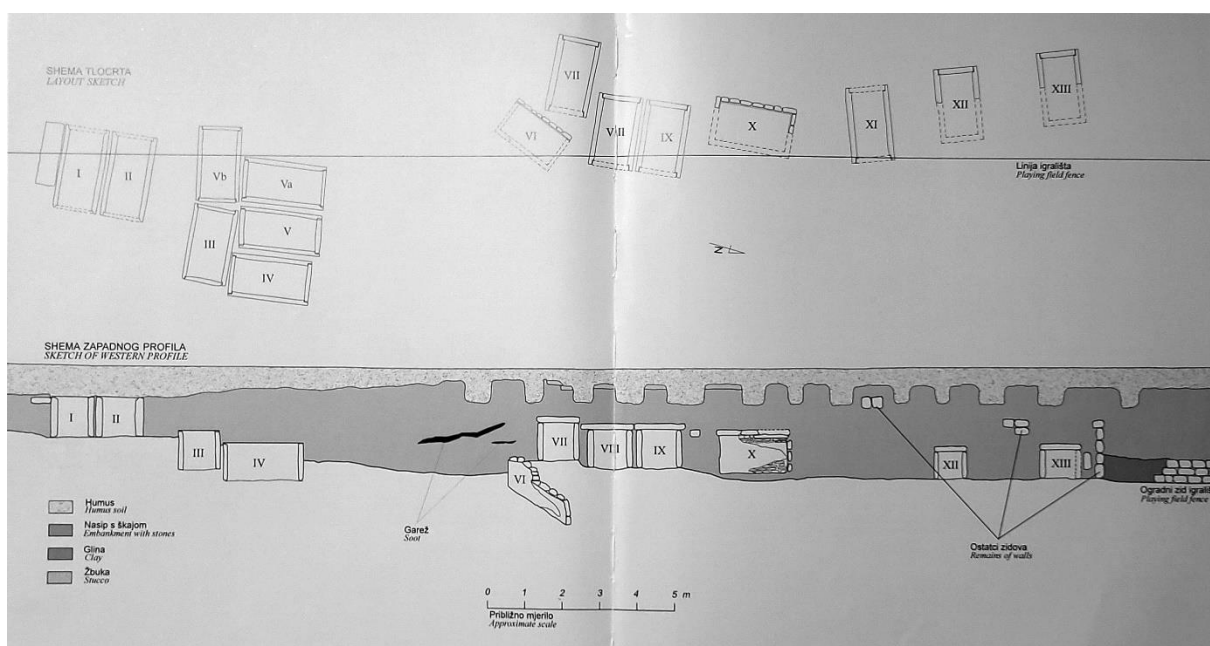 SHEMA TLOCRTA
LAYOUT SKETCH
I
II
Vb
Va
III
V
IV
VI
VII
VIII
IX
X
XI
XII
XIII
Linija igrališta
Playing field fence
N
SHEMA ZAPADNOG PROFILA
SKETCH OF WESTERN PROFILE
I
II
III
IV
VI
VII
VIII
IX
X
XII
XIII
Humus
Humus soil
Nasip s škajom
Embankment with stones
Glina
Clay
Žbuka
Stucco
Garež
Soot
Ostatci zidova
Remains of walls
Ogradni zid igrališ
Playing field fence
0 1 2 3 4 5 m
Približno mjerilo
Approximate scale